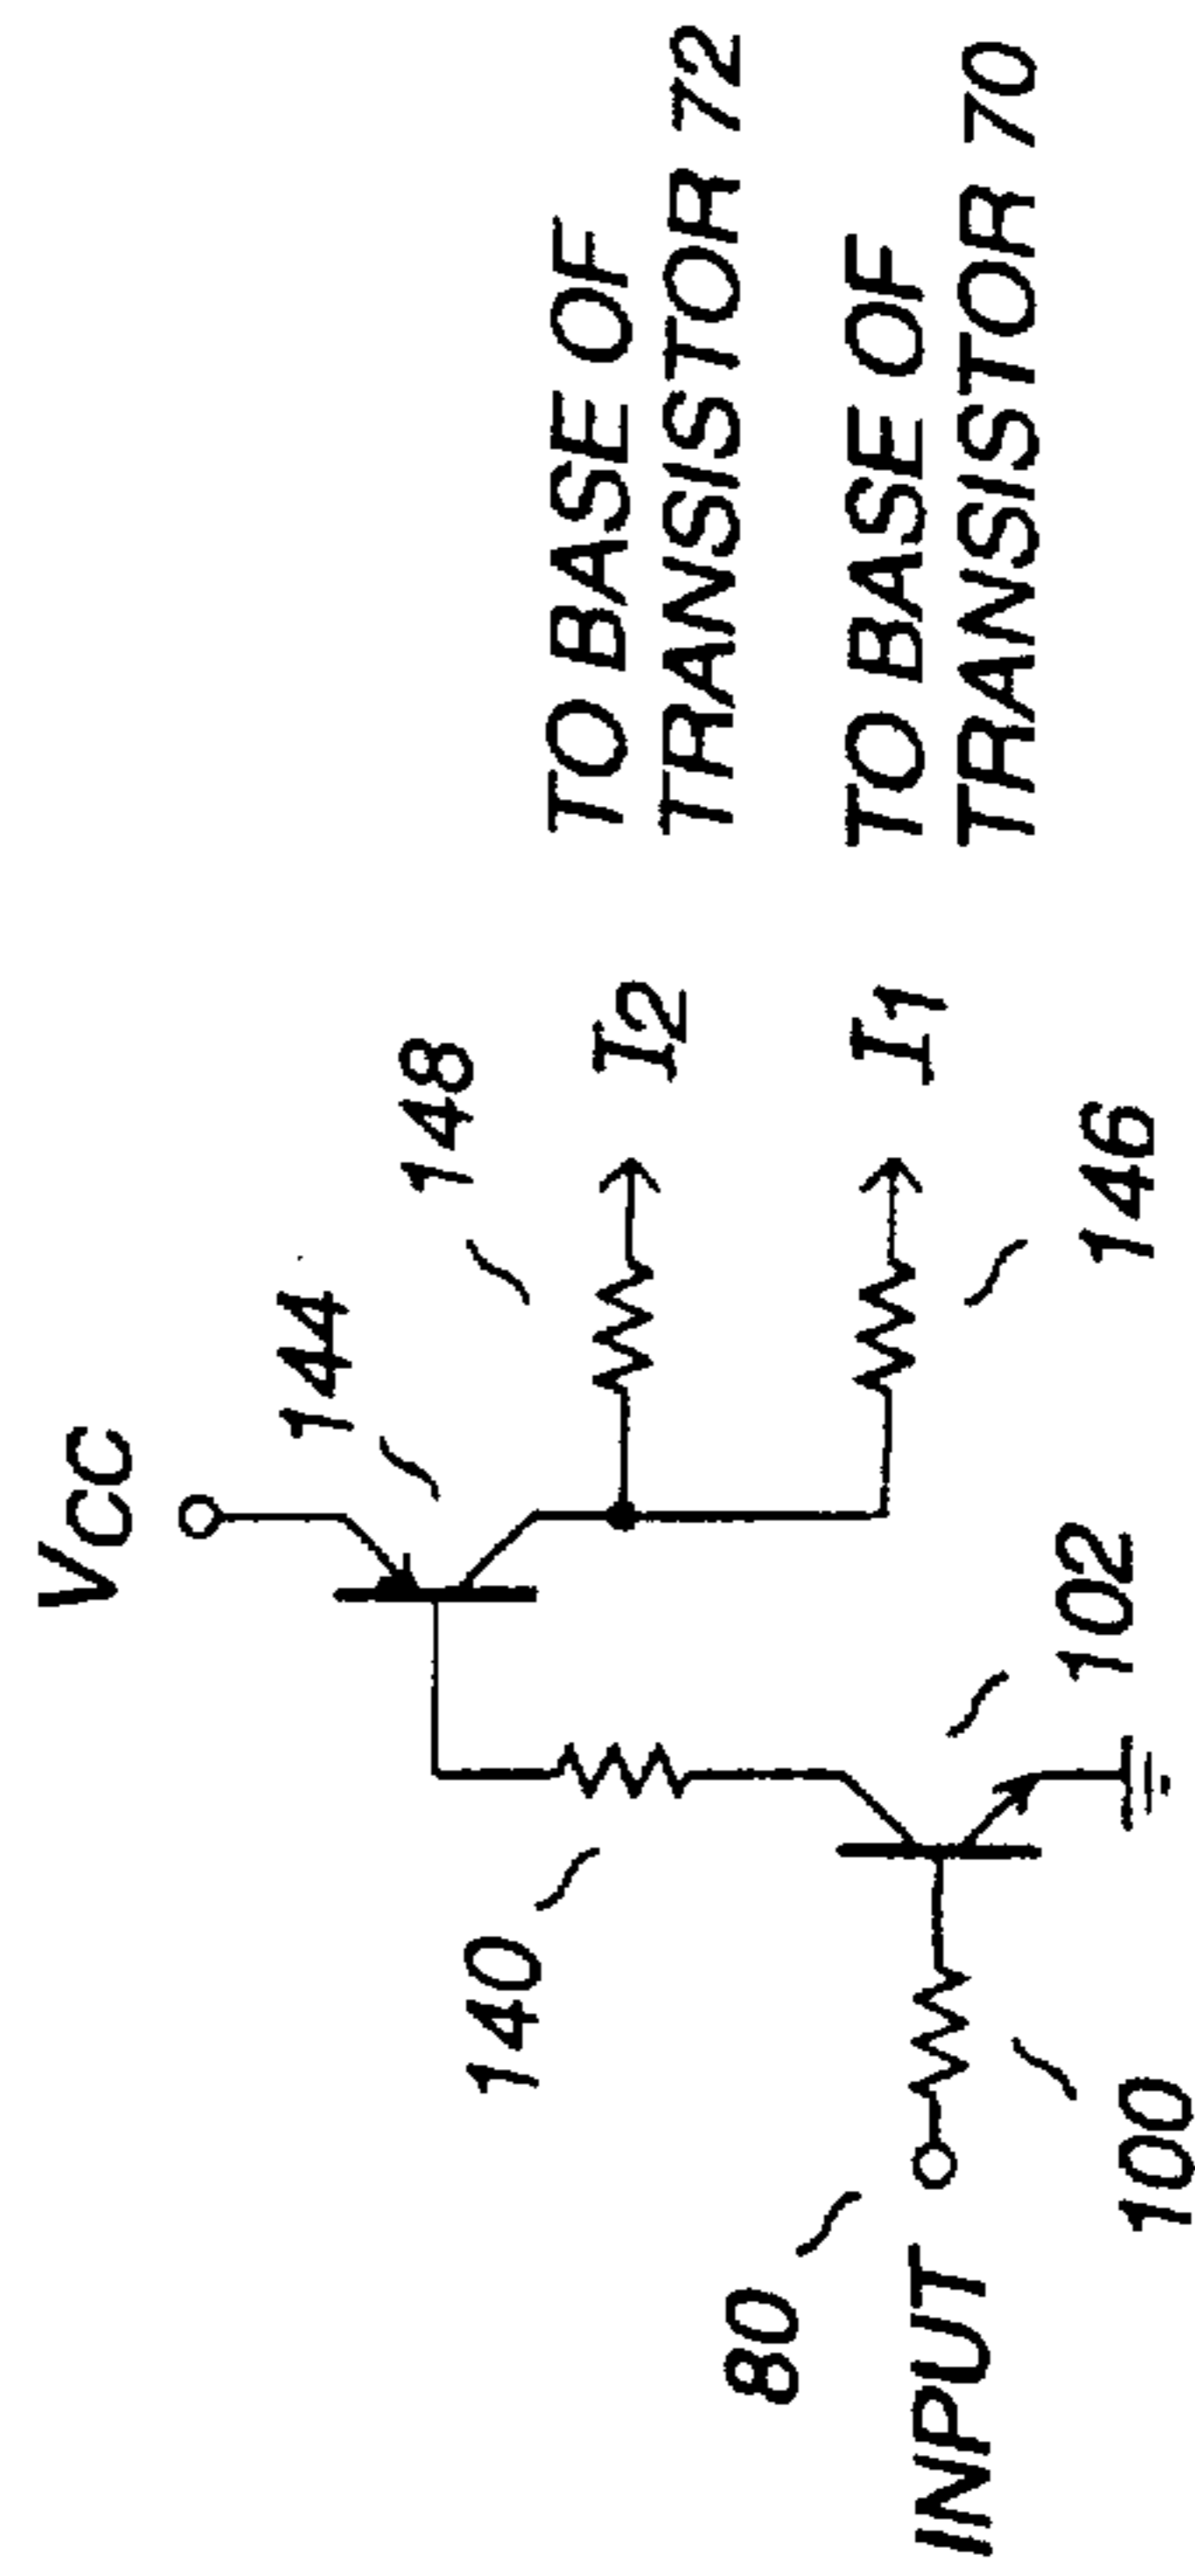 VCC
144
148
I2
TO BASE OF
TRANSISTOR 72
I1
TO BASE OF
TRANSISTOR 70
146
140
102
80
INPUT
100